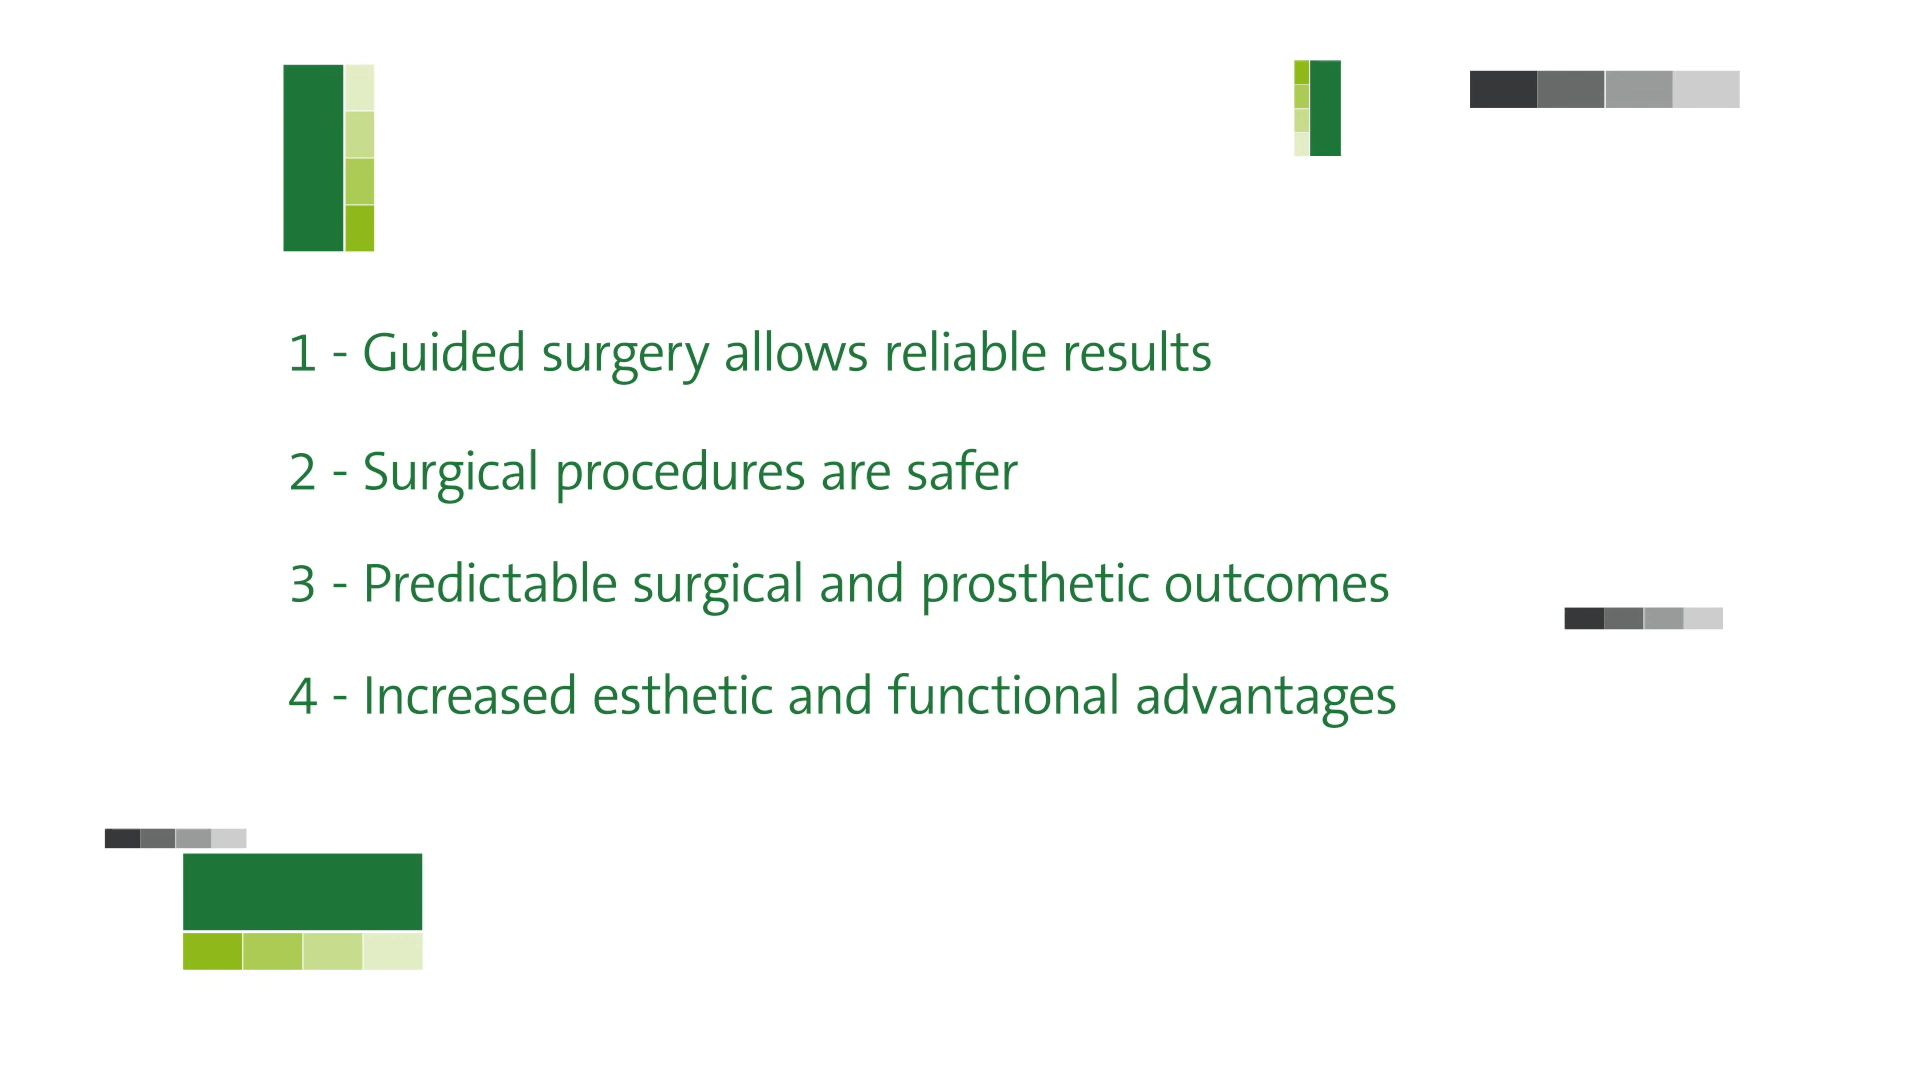 1 - Guided surgery allows reliable results
2 - Surgical procedures are safer
3 - Predictable surgical and prosthetic outcomes
4 - Increased esthetic and functional advantages